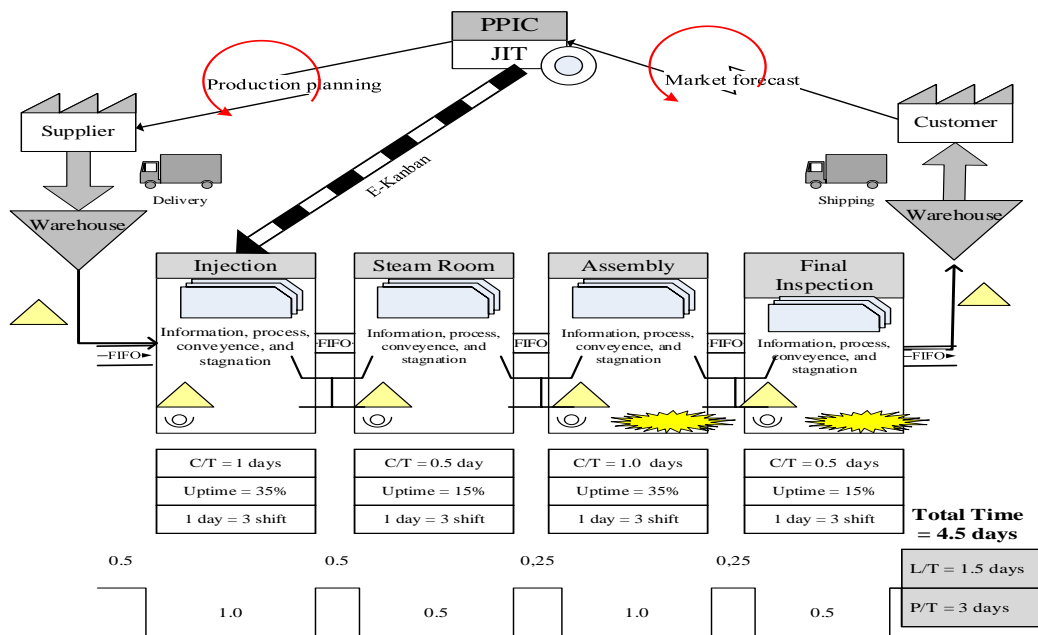 PPIC
JIT
Production planning
Market forecast
Supplier
Customer
E-Kanban
Delivery
Shipping
Warehouse
Warehouse
Injection
Steam Room
Assembly
Final
Inspection
Information, process,
conveyence, and
stagnation
Information, process,
conveyence, and
stagnation
Information, process,
conveyence, and
stagnation
Information, process,
conveyence, and
stagnation
FIFO
FIFO
FIFO
FIFO
FIFO
C/T = 1 days
Uptime = 35%
1 day = 3 shift
C/T = 0.5 day
Uptime = 15%
1 day = 3 shift
C/T = 1.0 days
Uptime = 35%
1 day = 3 shift
C/T = 0.5 days
Uptime = 15%
1 day = 3 shift
Total Time
= 4.5 days
0.5
0.5
0,25
0,25
L/T = 1.5 days
1.0
0.5
1.0
0.5
P/T = 3 days